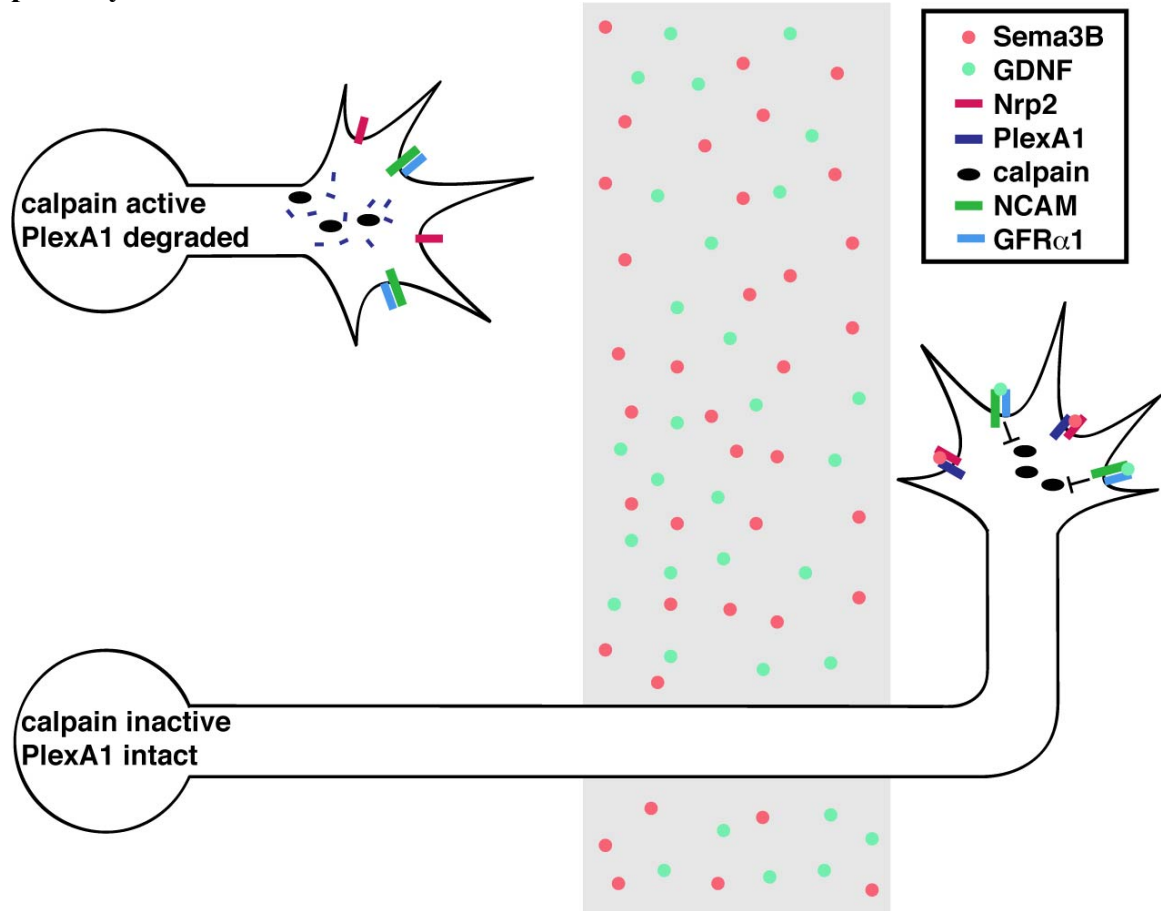 calpain active
PlexA1 degraded
Sema3B
GDNF
Nrp2
PlexA1
calpain
NCAM
GFRα1
calpain inactive
PlexA1 intact